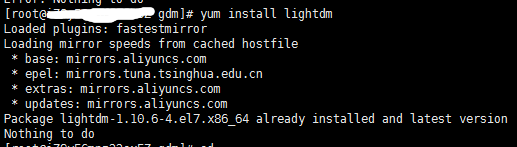 Error: Nothing to do
[root@ gdm]# yum install lightdm
Loaded plugins: fastestmirror
Loading mirror speeds from cached hostfile
 * base: mirrors.aliyuncs.com
 * epel: mirrors.tuna.tsinghua.edu.cn
 * extras: mirrors.aliyuncs.com
 * updates: mirrors.aliyuncs.com
Package lightdm-1.10.6-4.el7.x86_64 already installed and latest version
Nothing to do